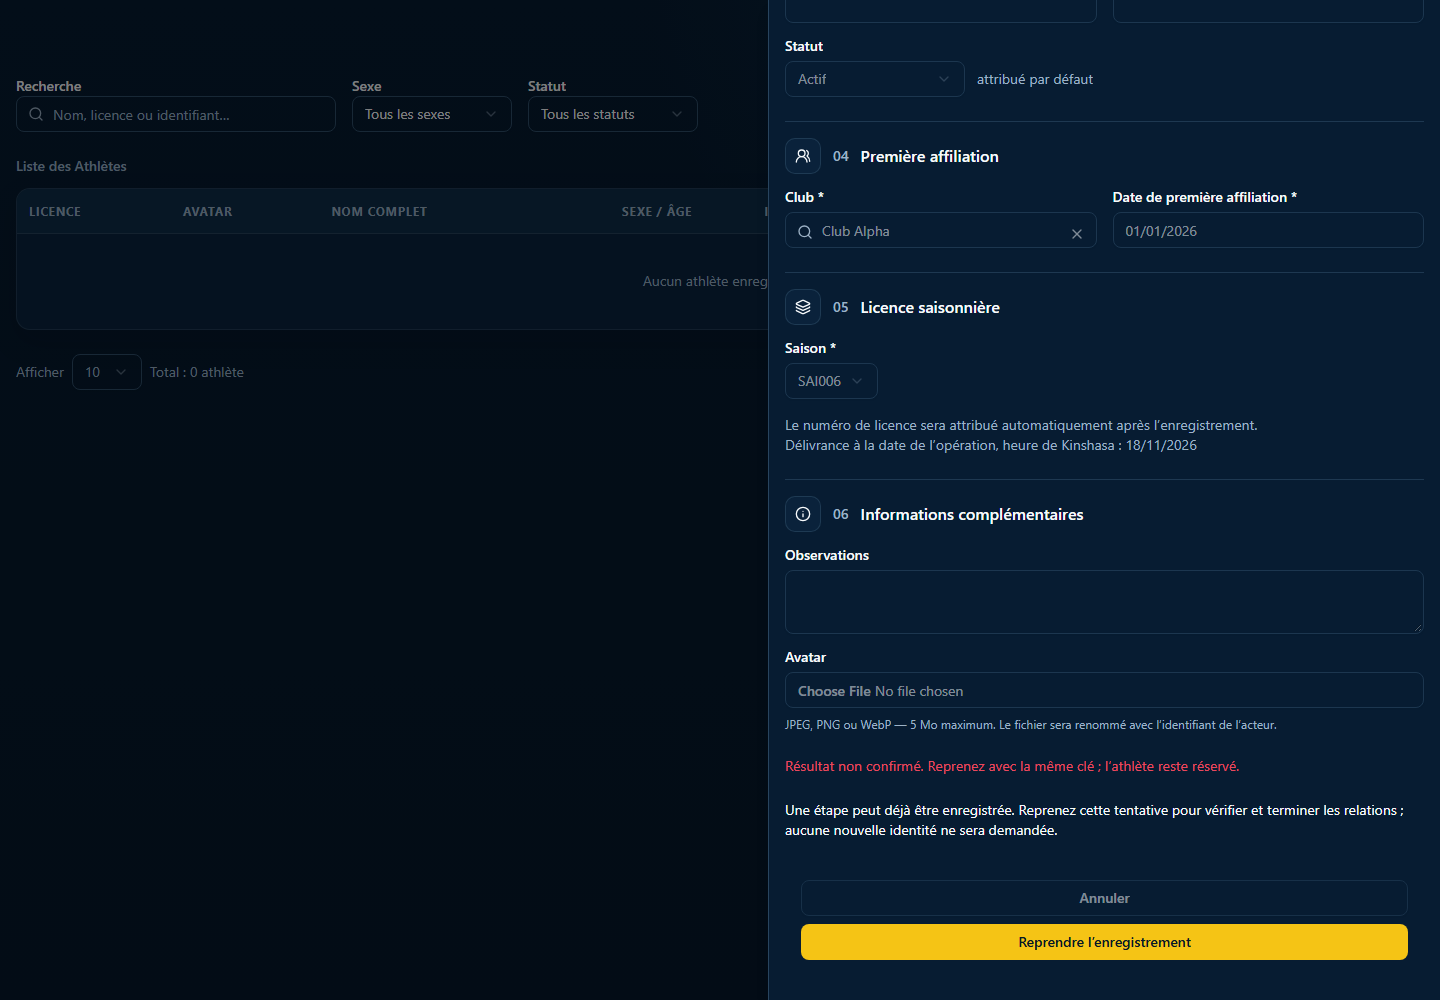 Recherche
Nom, licence ou identifiant...
Sexe
Tous les sexes
Statut
Tous les statuts
Liste des Athlètes
LICENCE AVATAR NOM COMPLET SEXE / ÂGE
Aucun athlète enreg
Afficher 10 Total : 0 athlète
Statut
Actif attribué par défaut
04 Première affiliation
Club *
Club Alpha
Date de première affiliation *
01/01/2026
05 Licence saisonnière
Saison *
SAI006
Le numéro de licence sera attribué automatiquement après l’enregistrement.
Délivrance à la date de l’opération, heure de Kinshasa : 18/11/2026
06 Informations complémentaires
Observations
Avatar
Choose File No file chosen
JPEG, PNG ou WebP — 5 Mo maximum. Le fichier sera renommé avec l’identifiant de l’acteur.
Résultat non confirmé. Reprenez avec la même clé ; l’athlète reste réservé.
Une étape peut déjà être enregistrée. Reprenez cette tentative pour vérifier et terminer les relations ;
aucune nouvelle identité ne sera demandée.
Annuler
Reprendre l’enregistrement